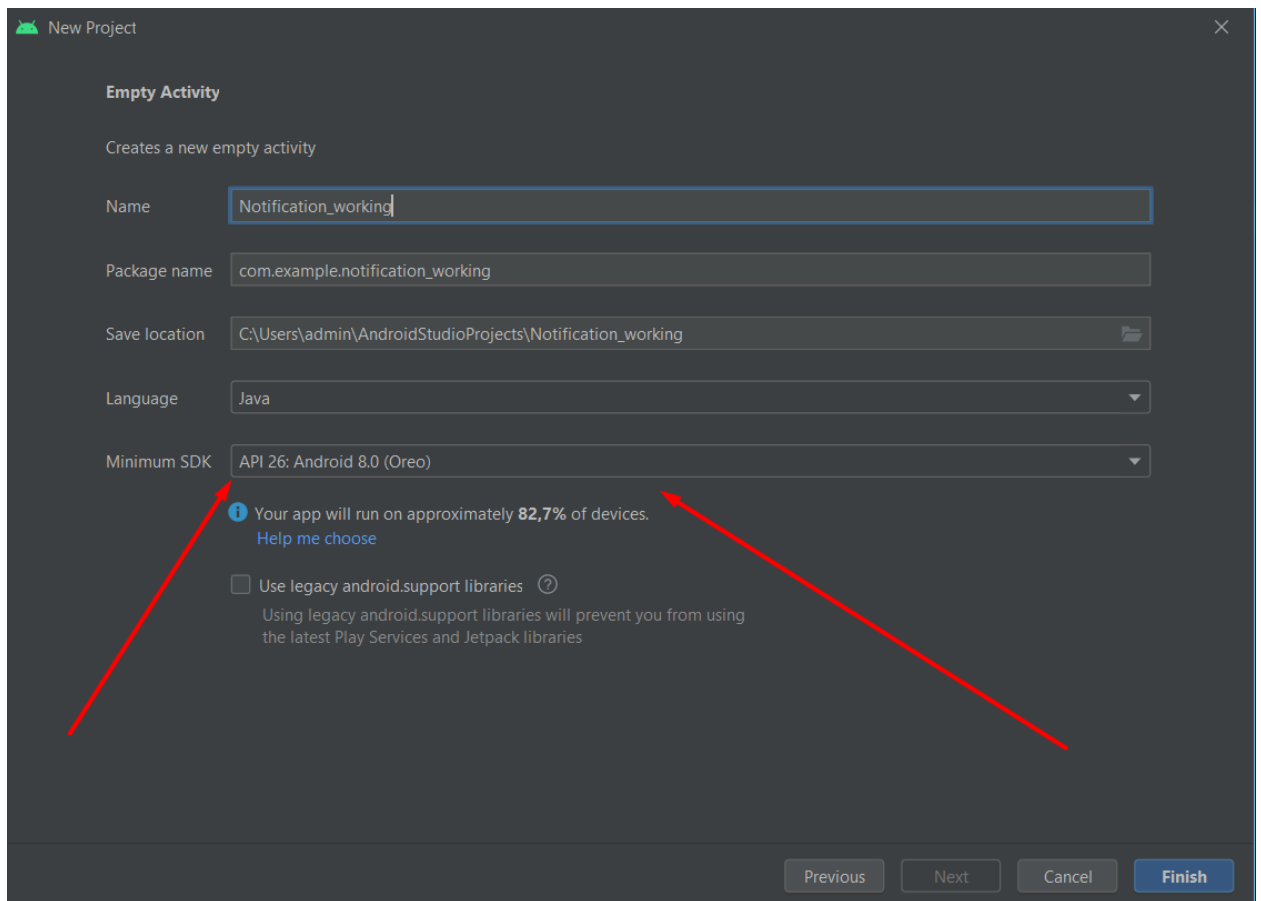 New Project
Empty Activity
Creates a new empty activity
Name Notification_working
Package name com.example.notification_working
Save location C:\Users\admin\AndroidStudioProjects\Notification_working
Language Java
Minimum SDK API 26: Android 8.0 (Oreo)
i Your app will run on approximately 82,7% of devices.
Help me choose
Use legacy android.support libraries ?
Using legacy android.support libraries will prevent you from using
the latest Play Services and Jetpack libraries
Previous Next Cancel Finish